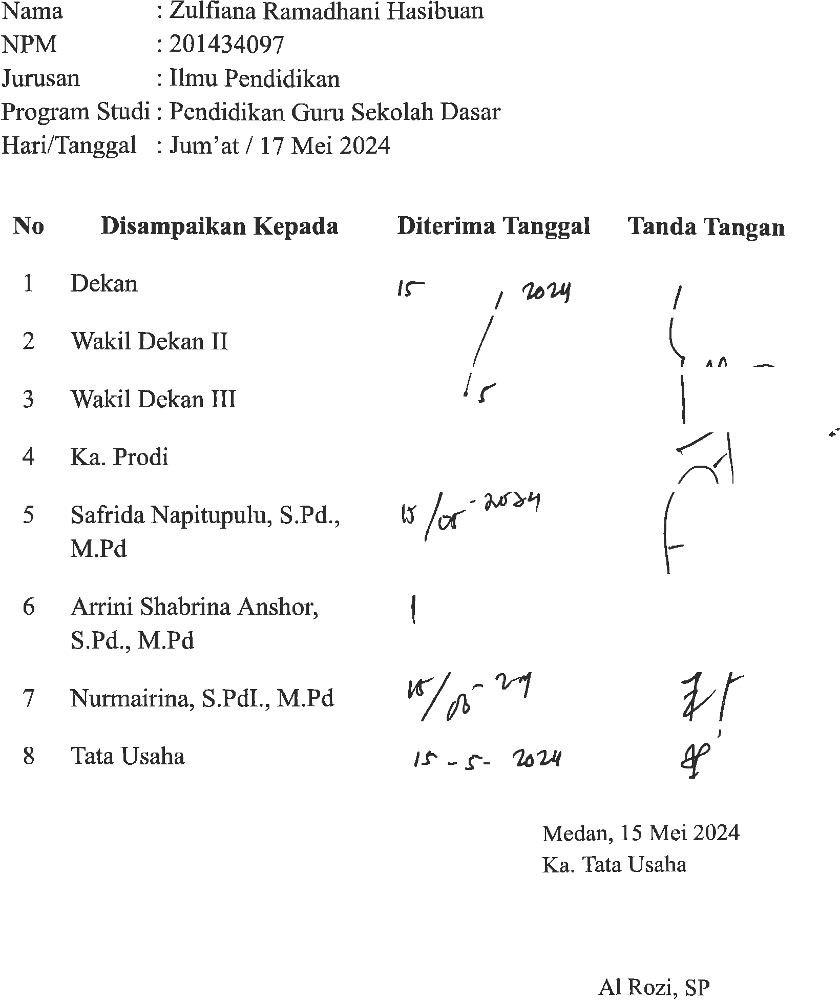 Nama : Zulfiana Ramadhani Hasibuan
NPM : 201434097
Jurusan : Ilmu Pendidikan
Program Studi : Pendidikan Guru Sekolah Dasar
Hari/Tanggal : Jum'at / 17 Mei 2024
No Disampaikan Kepada Diterima Tanggal Tanda Tangan
1 Dekan 15 / 2024
2 Wakil Dekan II
3 Wakil Dekan III 5
4 Ka. Prodi
5 Safrida Napitupulu, S.Pd., 15/05-2024
M.Pd
6 Arrini Shabrina Anshor,
S.Pd., M.Pd
7 Nurmairina, S.PdI., M.Pd 15/05-24
8 Tata Usaha 15-5-2024
Medan, 15 Mei 2024
Ka. Tata Usaha
Al Rozi, SP